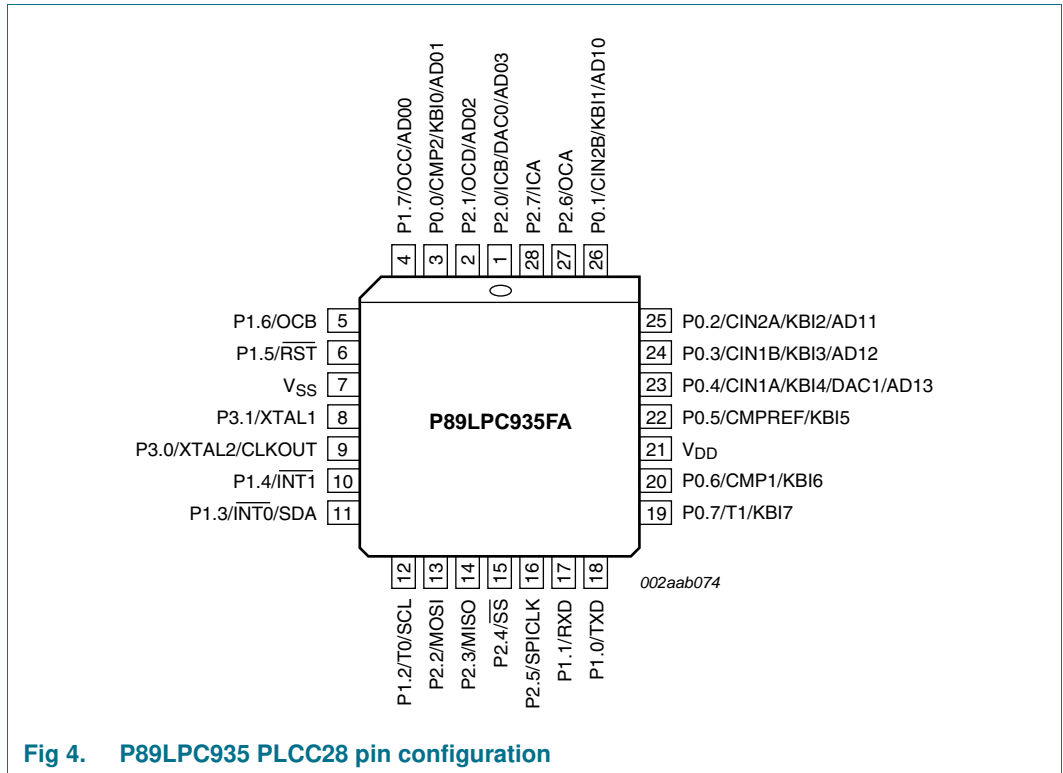 P1.7/OCC/AD00
P0.0/CMP2/KBI0/AD01
P2.1/OCD/AD02
P2.0/ICB/DAC0/AD03
P2.7/ICA
P2.6/OCA
P0.1/CIN2B/KBI1/AD10
4 3 2 1 28 27 26
P1.6/OCB 5
P1.5/RST 6
VSS 7
P3.1/XTAL1 8
P3.0/XTAL2/CLKOUT 9
P1.4/INT1 10
P1.3/INT0/SDA 11
P89LPC935FA
25 P0.2/CIN2A/KBI2/AD11
24 P0.3/CIN1B/KBI3/AD12
23 P0.4/CIN1A/KBI4/DAC1/AD13
22 P0.5/CMPREF/KBI5
21 VDD
20 P0.6/CMP1/KBI6
19 P0.7/T1/KBI7
12 13 14 15 16 17 18
P1.2/T0/SCL
P2.2/MOSI
P2.3/MISO
P2.4/SS
P2.5/SPICLK
P1.1/RXD
P1.0/TXD
002aab074
Fig 4. P89LPC935 PLCC28 pin configuration